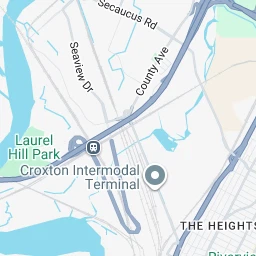 Secaucus Rd
County Ave
Seaview Dr
Laurel
Hill Park
Croxton Intermodal
Terminal
THE HEIGHTS